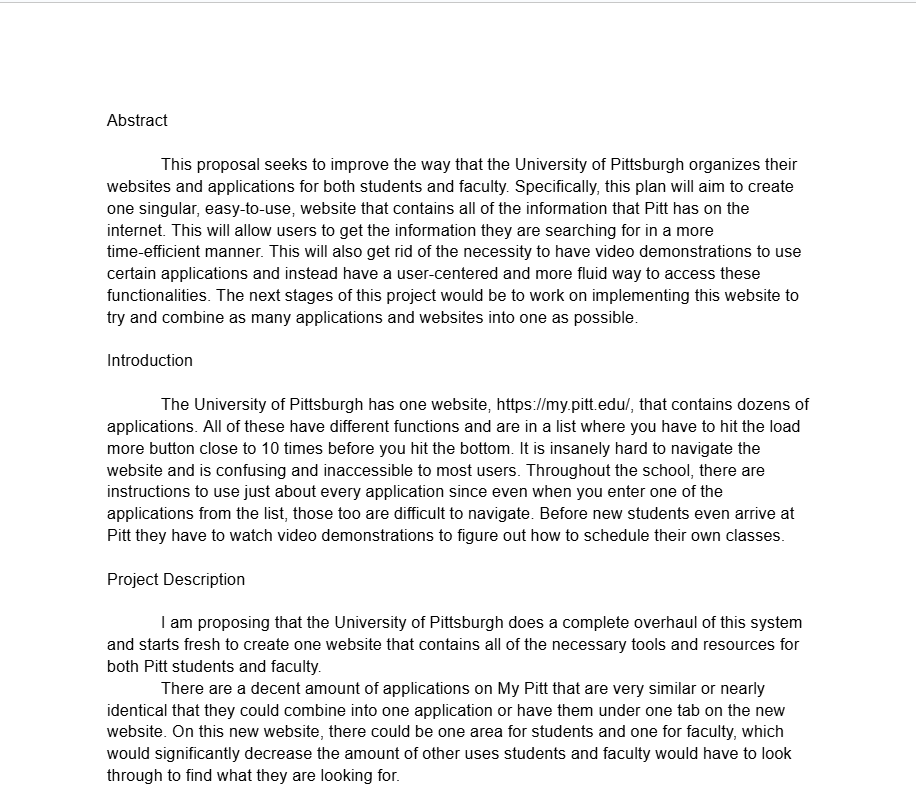 Abstract
This proposal seeks to improve the way that the University of Pittsburgh organizes their
websites and applications for both students and faculty. Specifically, this plan will aim to create
one singular, easy-to-use, website that contains all of the information that Pitt has on the
internet. This will allow users to get the information they are searching for in a more
time-efficient manner. This will also get rid of the necessity to have video demonstrations to use
certain applications and instead have a user-centered and more fluid way to access these
functionalities. The next stages of this project would be to work on implementing this website to
try and combine as many applications and websites into one as possible.
Introduction
The University of Pittsburgh has one website, https://my.pitt.edu/, that contains dozens of
applications. All of these have different functions and are in a list where you have to hit the load
more button close to 10 times before you hit the bottom. It is insanely hard to navigate the
website and is confusing and inaccessible to most users. Throughout the school, there are
instructions to use just about every application since even when you enter one of the
applications from the list, those too are difficult to navigate. Before new students even arrive at
Pitt they have to watch video demonstrations to figure out how to schedule their own classes.
Project Description
I am proposing that the University of Pittsburgh does a complete overhaul of this system
and starts fresh to create one website that contains all of the necessary tools and resources for
both Pitt students and faculty.
There are a decent amount of applications on My Pitt that are very similar or nearly
identical that they could combine into one application or have them under one tab on the new
website. On this new website, there could be one area for students and one for faculty, which
would significantly decrease the amount of other uses students and faculty would have to look
through to find what they are looking for.